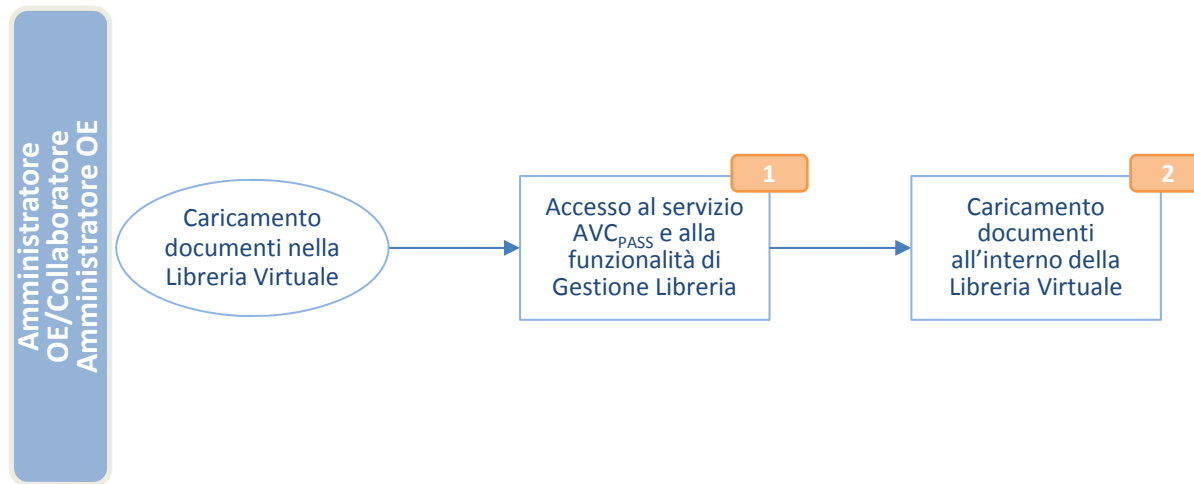 Amministratore
OE/Collaboratore
Amministratore OE
Caricamento
documenti nella
Libreria Virtuale
1
Accesso al servizio
AVCPASS e alla
funzionalità di
Gestione Libreria
2
Caricamento
documenti
all’interno della
Libreria Virtuale